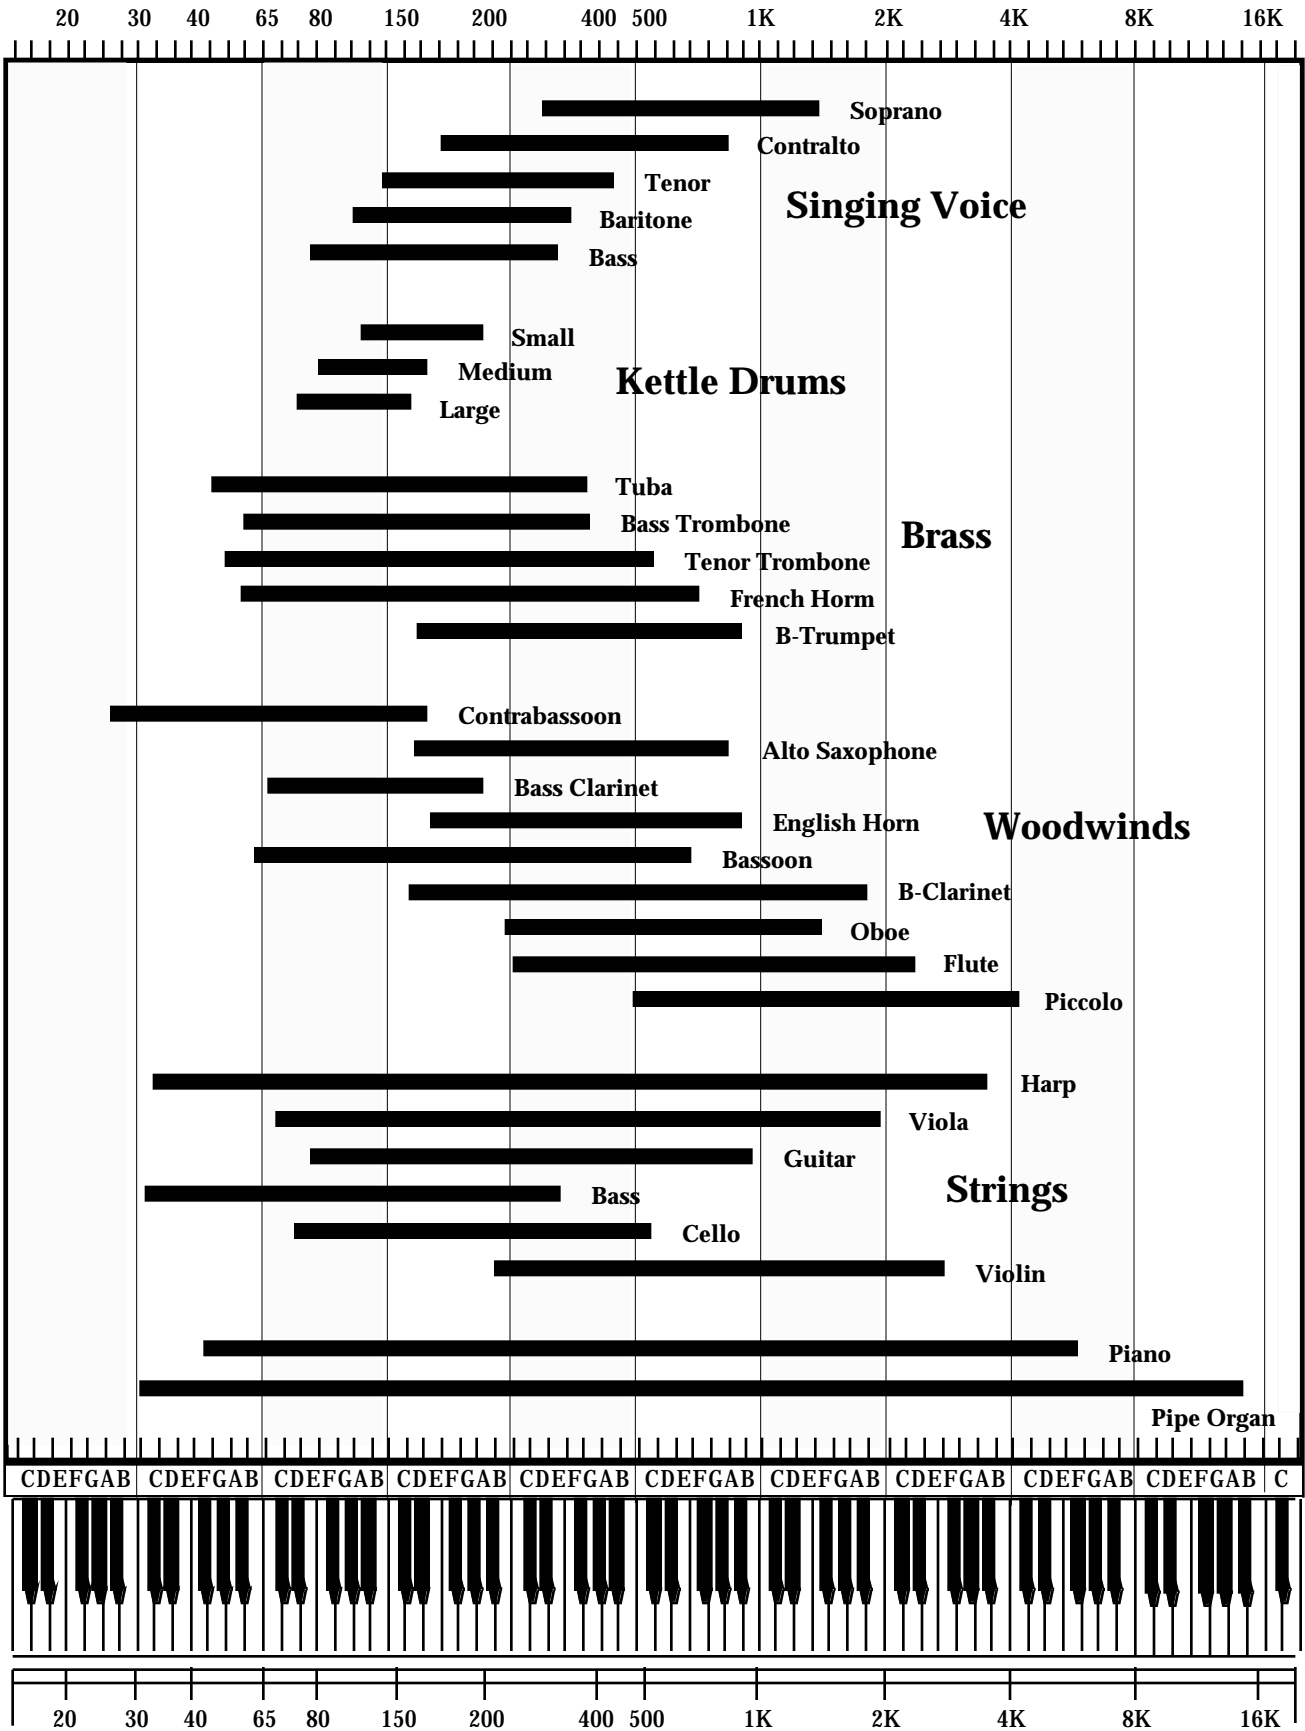 20 30 40 65 80 150 200 400 500 1K 2K 4K 8K 16K
Soprano
Contralto
Tenor
Singing Voice
Baritone
Bass
Small
Medium
Kettle Drums
Large
Tuba
Bass Trombone
Brass
Tenor Trombone
French Horm
B-Trumpet
Contrabassoon
Alto Saxophone
Bass Clarinet
English Horn
Woodwinds
Bassoon
B-Clarinet
Oboe
Flute
Piccolo
Harp
Viola
Guitar
Strings
Bass
Cello
Violin
Piano
Pipe Organ
CDEFGAB CDEFGAB CDEFGAB CDEFGAB CDEFGAB CDEFGAB CDEFGAB CDEFGAB CDEFGAB CDEFGAB C
20 30 40 65 80 150 200 400 500 1K 2K 4K 8K 16K